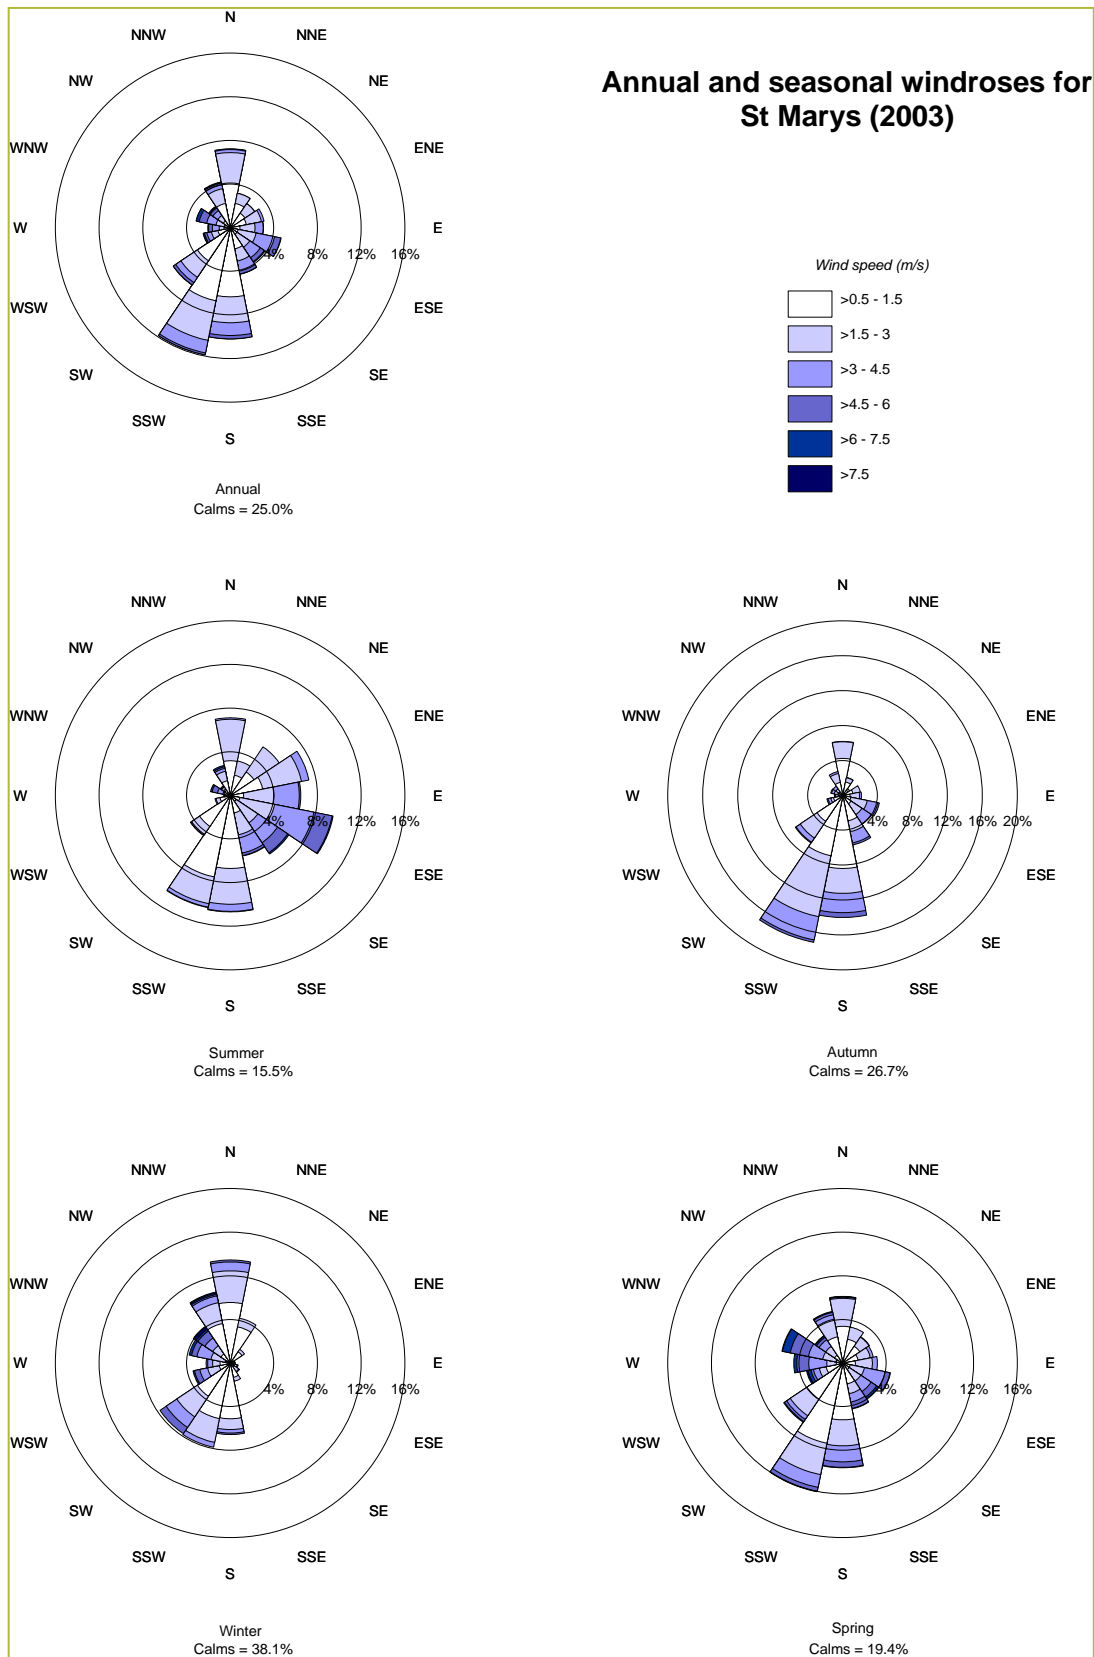 Annual and seasonal windroses for
St Marys (2003)
N
NNW
NNE
NW
NE
WNW
ENE
W
E
4%
8%
12%
16%
WSW
ESE
SW
SE
SSW
SSE
S
Annual
Calms = 25.0%
Wind speed (m/s)
>0.5 - 1.5
>1.5 - 3
>3 - 4.5
>4.5 - 6
>6 - 7.5
>7.5
N
NNW
NNE
NW
NE
WNW
ENE
W
E
4%
8%
12%
16%
WSW
ESE
SW
SE
SSW
SSE
S
Summer
Calms = 15.5%
N
NNW
NNE
NW
NE
WNW
ENE
W
E
4%
8%
12%
16%
20%
WSW
ESE
SW
SE
SSW
SSE
S
Autumn
Calms = 26.7%
N
NNW
NNE
NW
NE
WNW
ENE
W
E
4%
8%
12%
16%
WSW
ESE
SW
SE
SSW
SSE
S
Winter
Calms = 38.1%
N
NNW
NNE
NW
NE
WNW
ENE
W
E
4%
8%
12%
16%
WSW
ESE
SW
SE
SSW
SSE
S
Spring
Calms = 19.4%